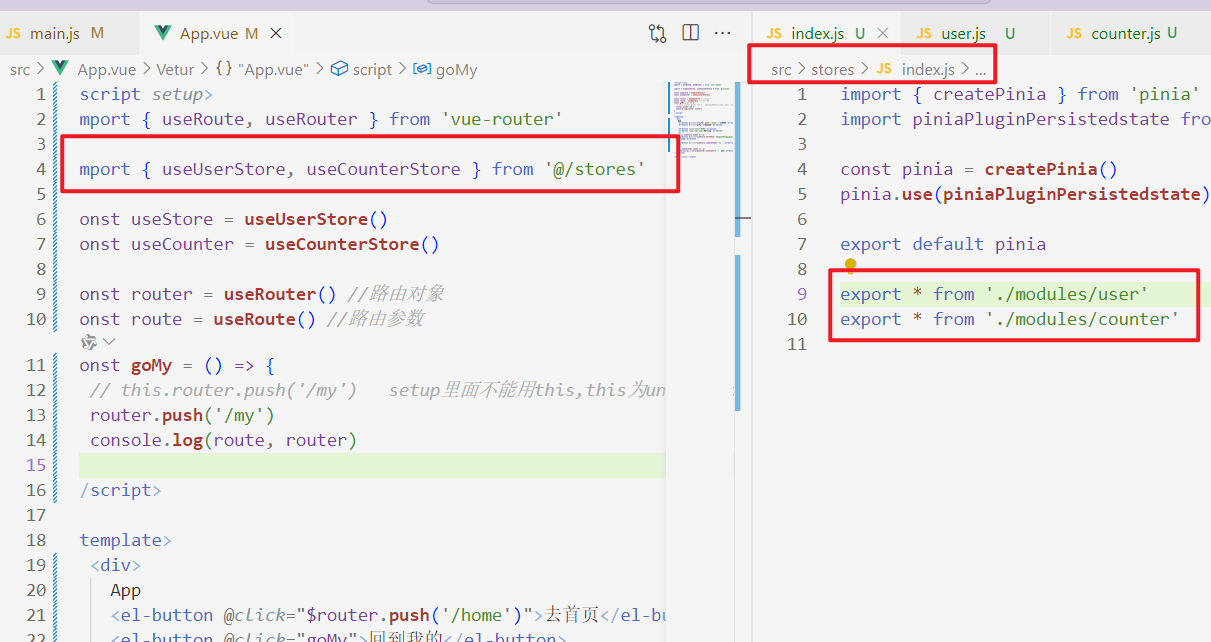 JS main.js M
App.vue M ×
src > App.vue > Vetur > {} "App.vue" > script > goMy
1 script setup>
2 mport { useRoute, useRouter } from 'vue-router'
3
4 mport { useUserStore, useCounterStore } from '@/stores'
5
6 onst useStore = useUserStore()
7 onst useCounter = useCounterStore()
8
9 onst router = useRouter() //路由对象
10 onst route = useRoute() //路由参数
11 onst goMy = () => {
12 // this.router.push('/my') setup里面不能用this,this为un
13 router.push('/my')
14 console.log(route, router)
15
16 /script>
17
18 template>
19 <div>
20 App
21 <el-button @click="$router.push('/home')">去首页</el-bu
22 <el-button @click="goMy">回到我的</el-button>
JS index.js U ×
JS user.js U
JS counter.js U
src > stores > JS index.js > ...
1 import { createPinia } from 'pinia'
2 import piniaPluginPersistedstate fro
3
4 const pinia = createPinia()
5 pinia.use(piniaPluginPersistedstate)
6
7 export default pinia
8
9 export * from './modules/user'
10 export * from './modules/counter'
11